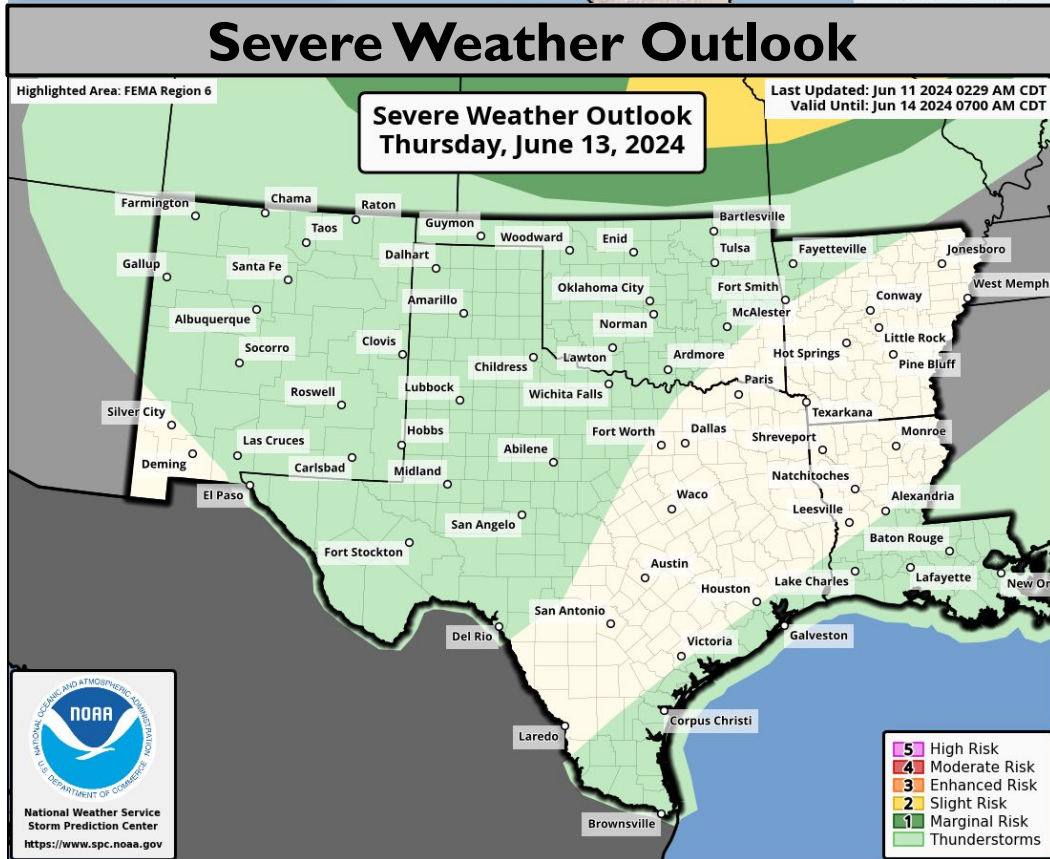 Severe Weather Outlook
Highlighted Area: FEMA Region 6
Last Updated: Jun 11 2024 0229 AM CDT
Valid Until: Jun 14 2024 0700 AM CDT
Severe Weather Outlook
Thursday, June 13, 2024
Farmington
Chama
Raton
Taos
Guymon
Woodward
Enid
Bartlesville
Tulsa
Fayetteville
Jonesboro
Gallup
Santa Fe
Dalhart
Oklahoma City
Fort Smith
West Memph
Albuquerque
Amarillo
Norman
McAlester
Conway
Socorro
Clovis
Childress
Lawton
Ardmore
Hot Springs
Little Rock
Pine Bluff
Roswell
Lubbock
Wichita Falls
Paris
Texarkana
Silver City
Las Cruces
Hobbs
Abilene
Fort Worth
Dallas
Shreveport
Monroe
Deming
Carlsbad
Midland
Natchitoches
El Paso
Waco
Leesville
Alexandria
San Angelo
Baton Rouge
Fort Stockton
Austin
Houston
Lake Charles
Lafayette
New Or
San Antonio
Del Rio
Victoria
Galveston
Laredo
Corpus Christi
Brownsville
NATIONAL OCEANIC AND ATMOSPHERIC ADMINISTRATION
NOAA
U.S. DEPARTMENT OF COMMERCE
National Weather Service
Storm Prediction Center
https://www.spc.noaa.gov
5 High Risk
4 Moderate Risk
3 Enhanced Risk
2 Slight Risk
1 Marginal Risk
Thunderstorms